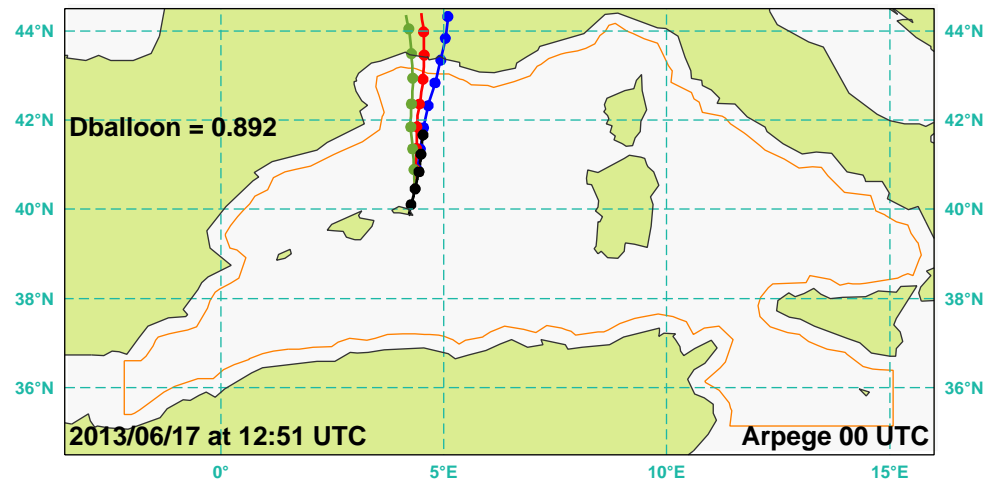 44°N 44°N
42°N 42°N
Dballoon = 0.892
40°N 40°N
38°N 38°N
36°N 36°N
2013/06/17 at 12:51 UTC Arpege 00 UTC
0° 5°E 10°E 15°E